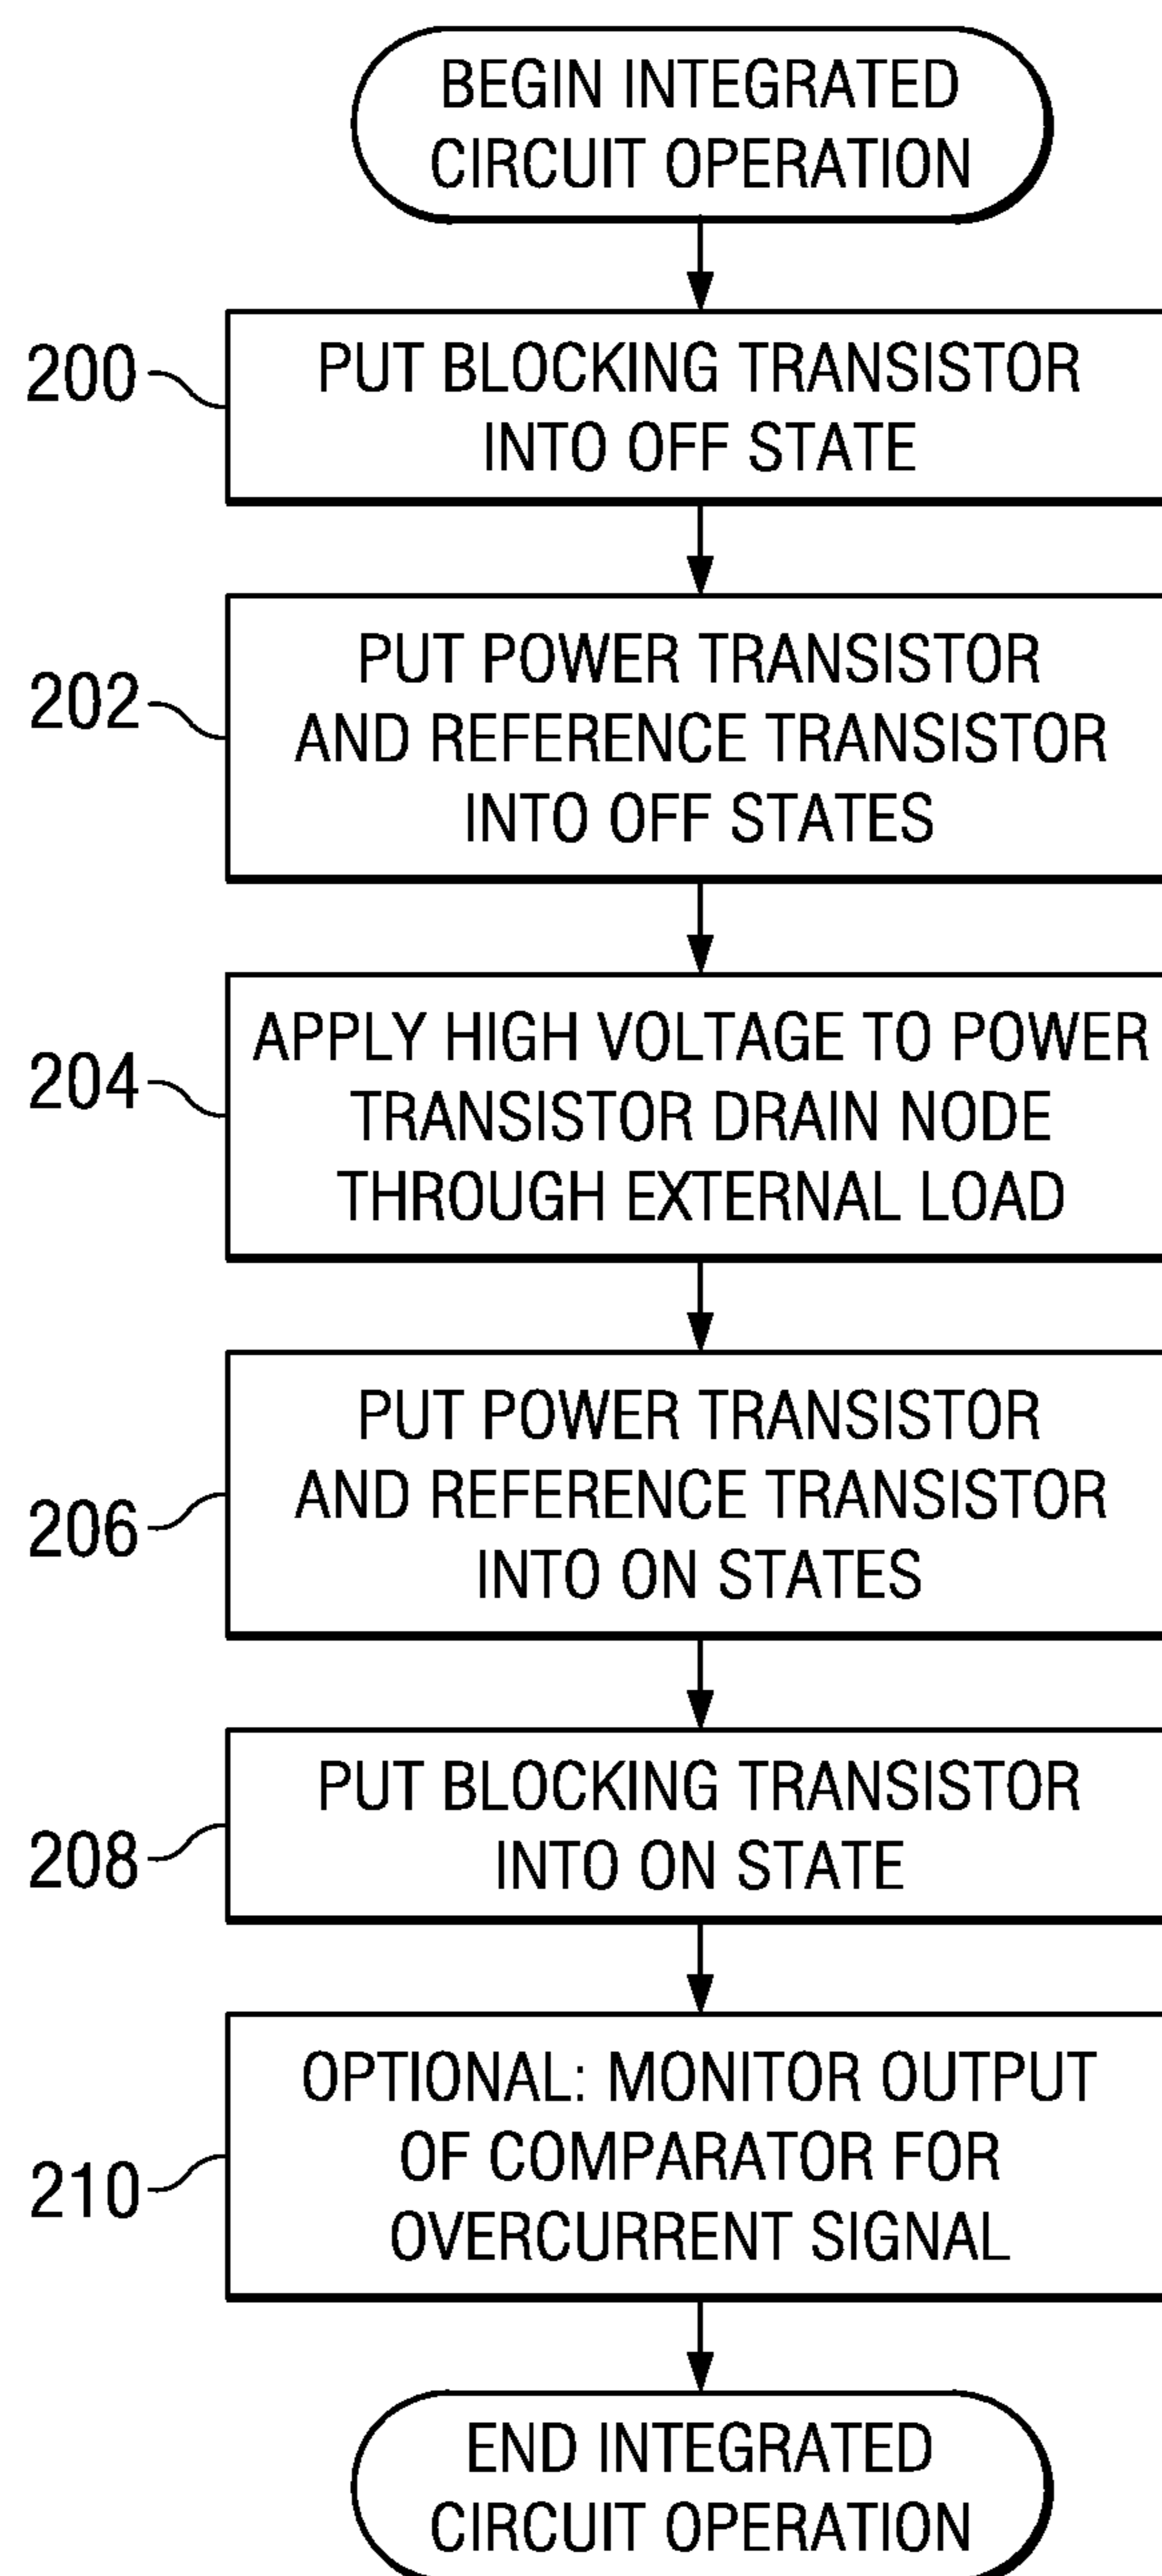 BEGIN INTEGRATED
CIRCUIT OPERATION
200
PUT BLOCKING TRANSISTOR
INTO OFF STATE
202
PUT POWER TRANSISTOR
AND REFERENCE TRANSISTOR
INTO OFF STATES
204
APPLY HIGH VOLTAGE TO POWER
TRANSISTOR DRAIN NODE
THROUGH EXTERNAL LOAD
206
PUT POWER TRANSISTOR
AND REFERENCE TRANSISTOR
INTO ON STATES
208
PUT BLOCKING TRANSISTOR
INTO ON STATE
210
OPTIONAL: MONITOR OUTPUT
OF COMPARATOR FOR
OVERCURRENT SIGNAL
END INTEGRATED
CIRCUIT OPERATION